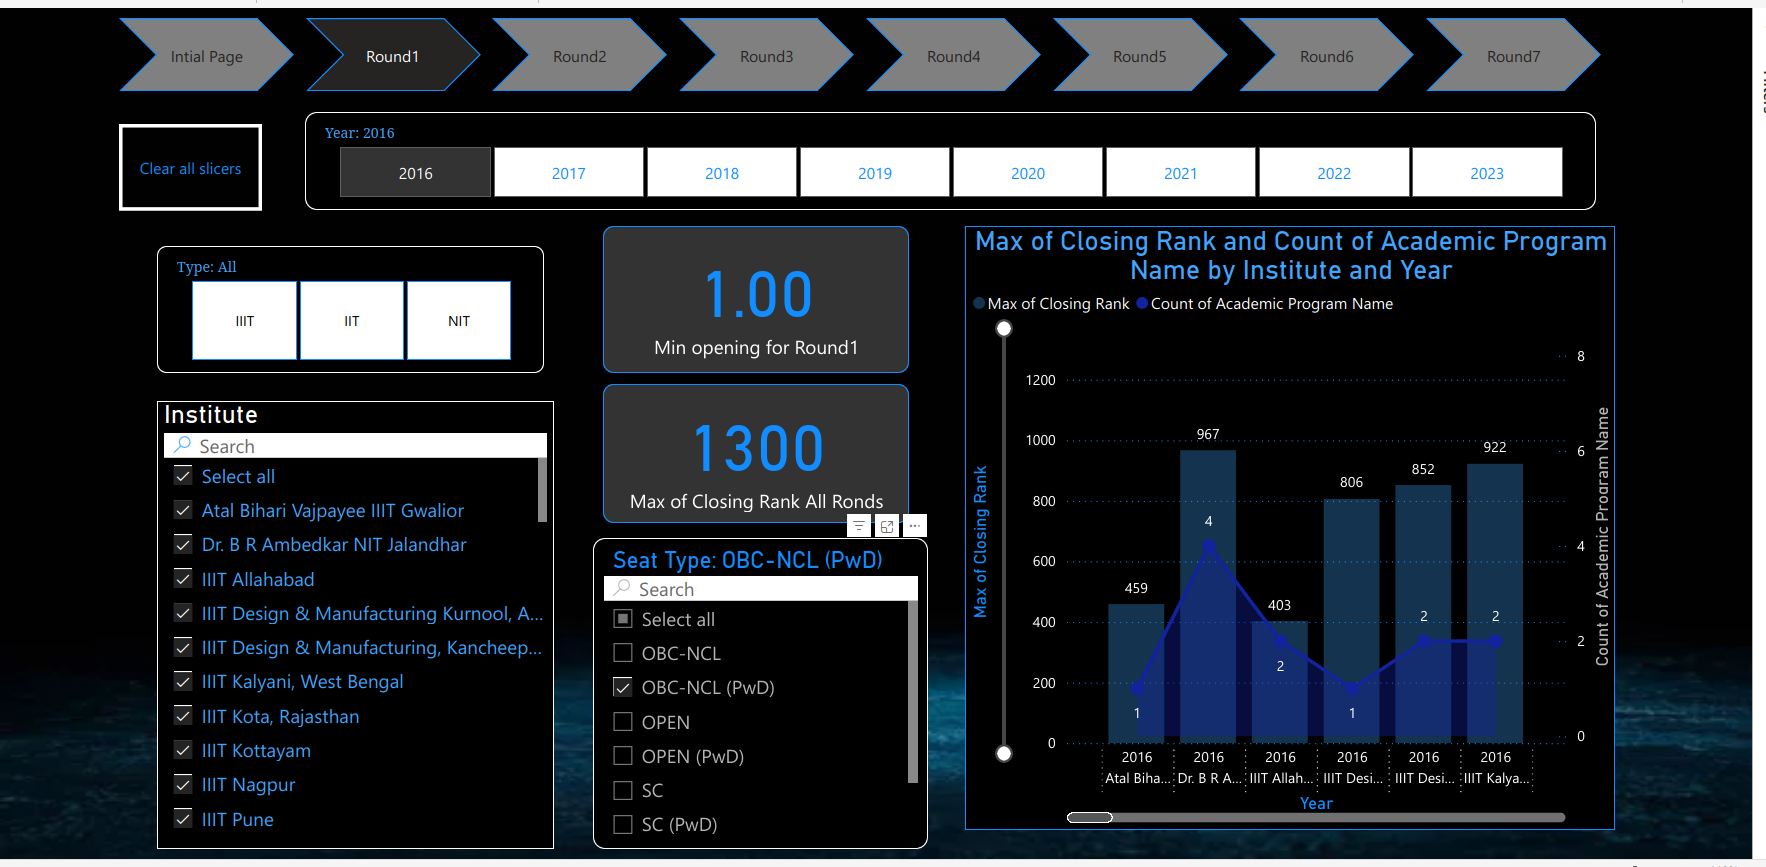 Intial Page
Round1
Round2
Round3
Round4
Round5
Round6
Round7
Clear all slicers
Year: 2016
2016
2017
2018
2019
2020
2021
2022
2023
Type: All
IIIT
IIT
NIT
Institute
Search
Select all
Atal Bihari Vajpayee IIIT Gwalior
Dr. B R Ambedkar NIT Jalandhar
IIIT Allahabad
IIIT Design & Manufacturing Kurnool, A...
IIIT Design & Manufacturing, Kancheep...
IIIT Kalyani, West Bengal
IIIT Kota, Rajasthan
IIIT Kottayam
IIIT Nagpur
IIIT Pune
1.00
Min opening for Round1
1300
Max of Closing Rank All Ronds
Seat Type: OBC-NCL (PwD)
Search
Select all
OBC-NCL
OBC-NCL (PwD)
OPEN
OPEN (PwD)
SC
SC (PwD)
Max of Closing Rank and Count of Academic Program
Name by Institute and Year
Max of Closing Rank
Count of Academic Program Name
Max of Closing Rank
1200
1000
800
600
400
200
0
459
967
403
806
852
922
1
4
2
1
2
2
8
6
4
2
0
Count of Academic Program Name
2016
2016
2016
2016
2016
2016
Atal Biha...
Dr. B R A...
IIIT Allah...
IIIT Desi...
IIIT Desi...
IIIT Kalya...
Year